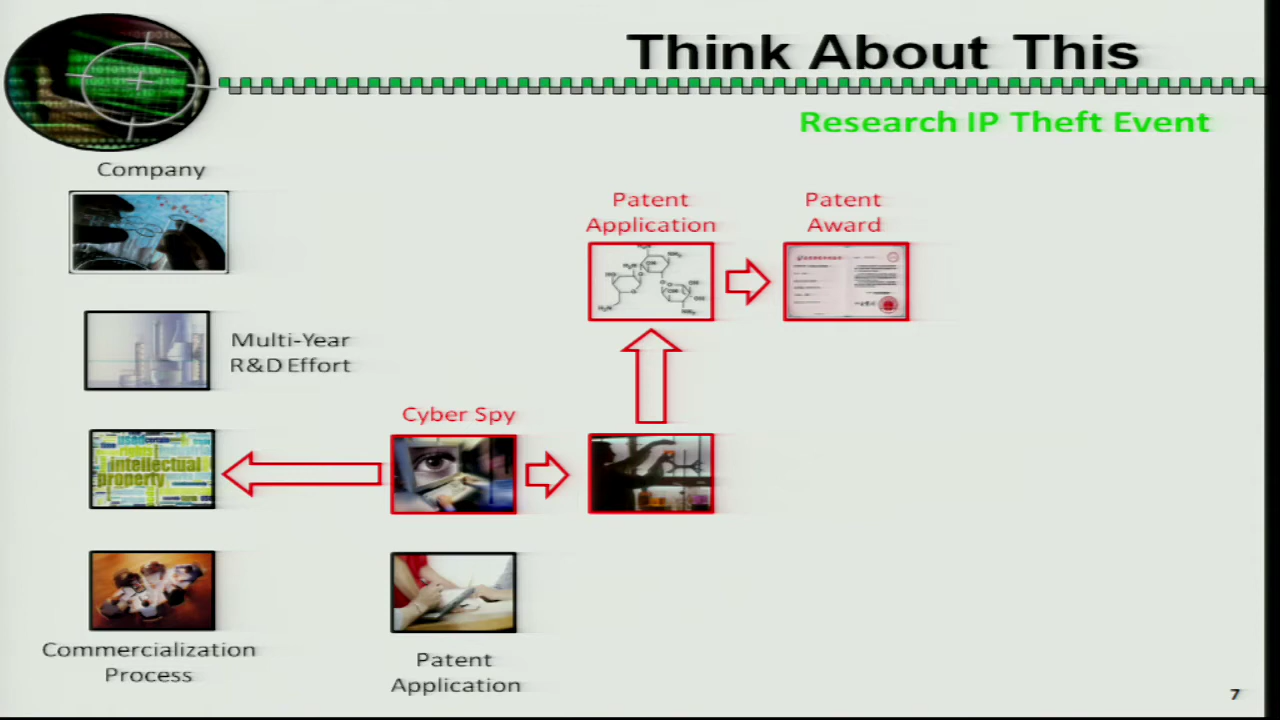 Think About This
Research IP Theft Event
Company
Patent
Application
Patent
Award
Multi-Year
R&D Effort
Cyber Spy
intellectual
property
Commercialization
Process
Patent
Application
7